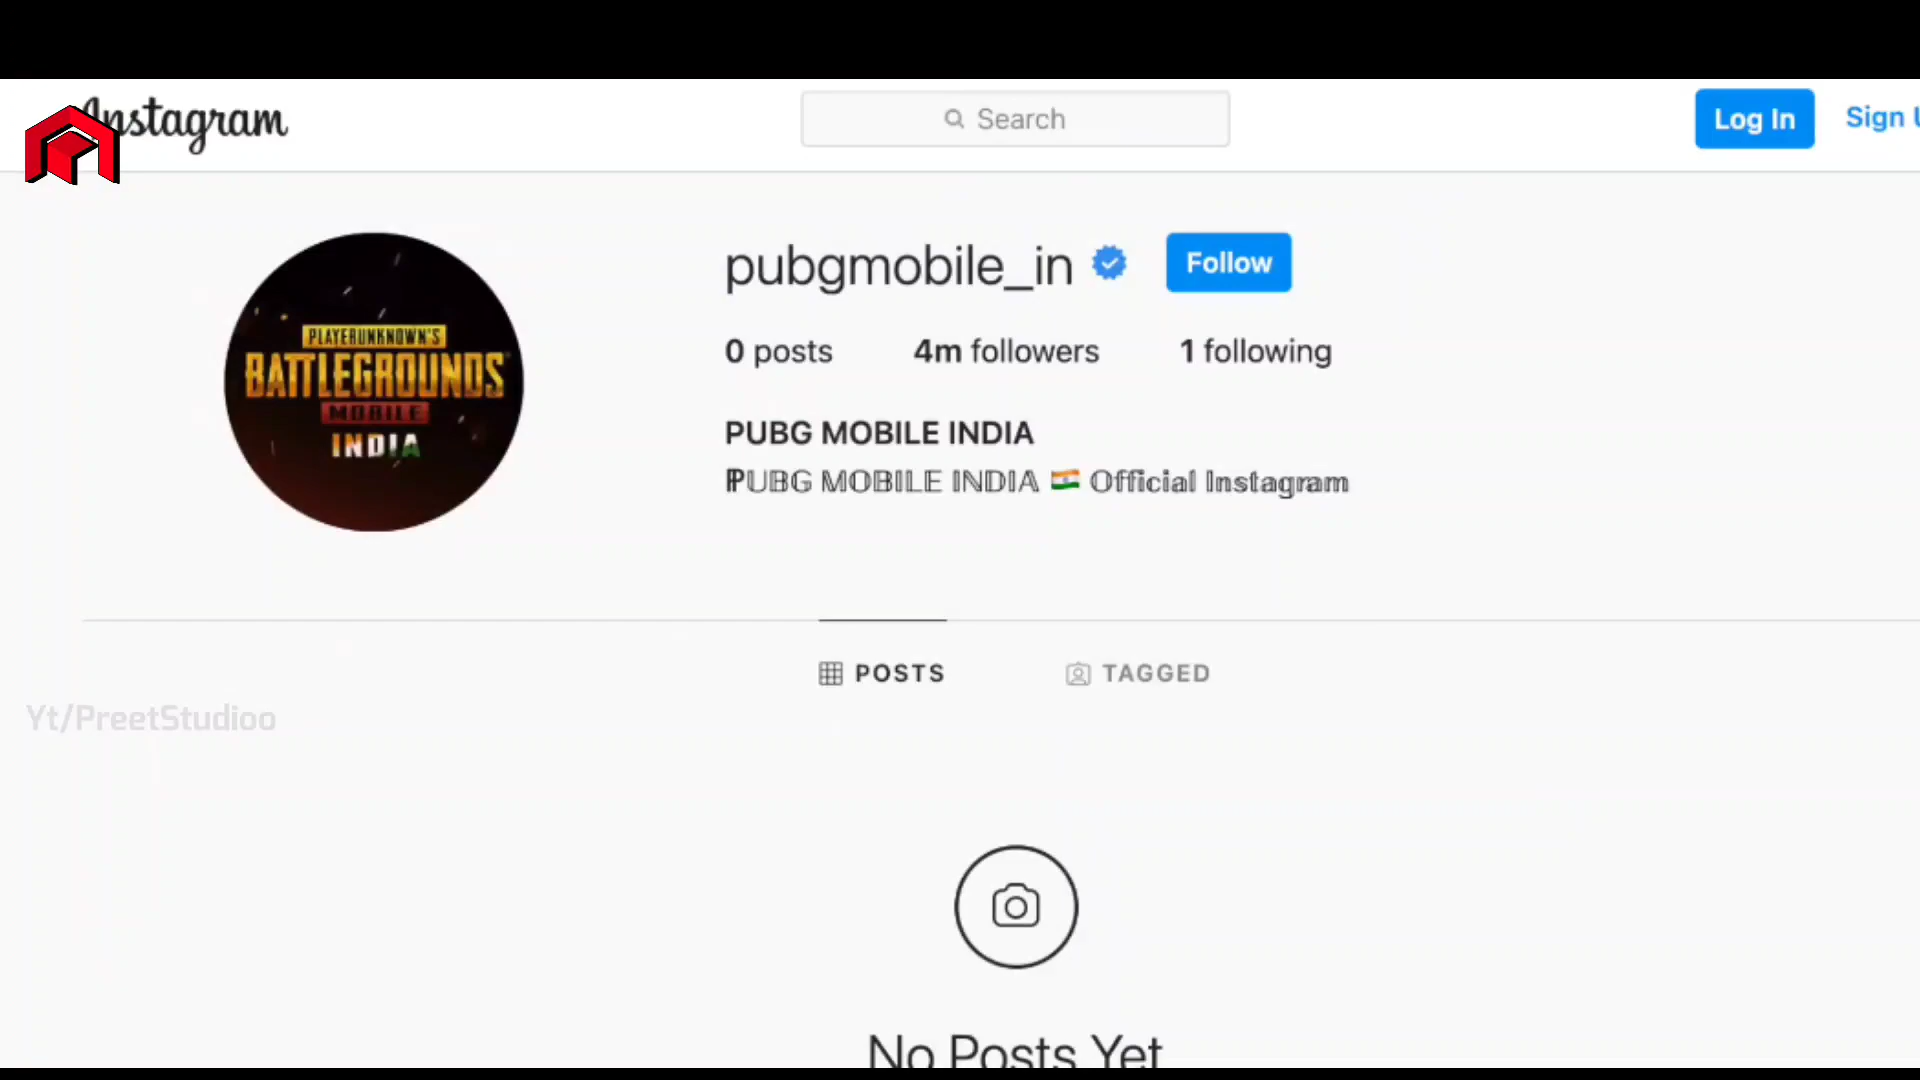 Instagram
Search
Log In
Sign
pubgmobile_in
Follow
0 posts 4m followers 1 following
PLAYERUNKNOWN'S
BATTLEGROUNDS
MOBILE
INDIA
PUBG MOBILE INDIA
ℙUBG MOBILE INDIA 🇮🇳 Official Instagram
POSTS
TAGGED
Yt/PreetStudioo
No Posts Yet